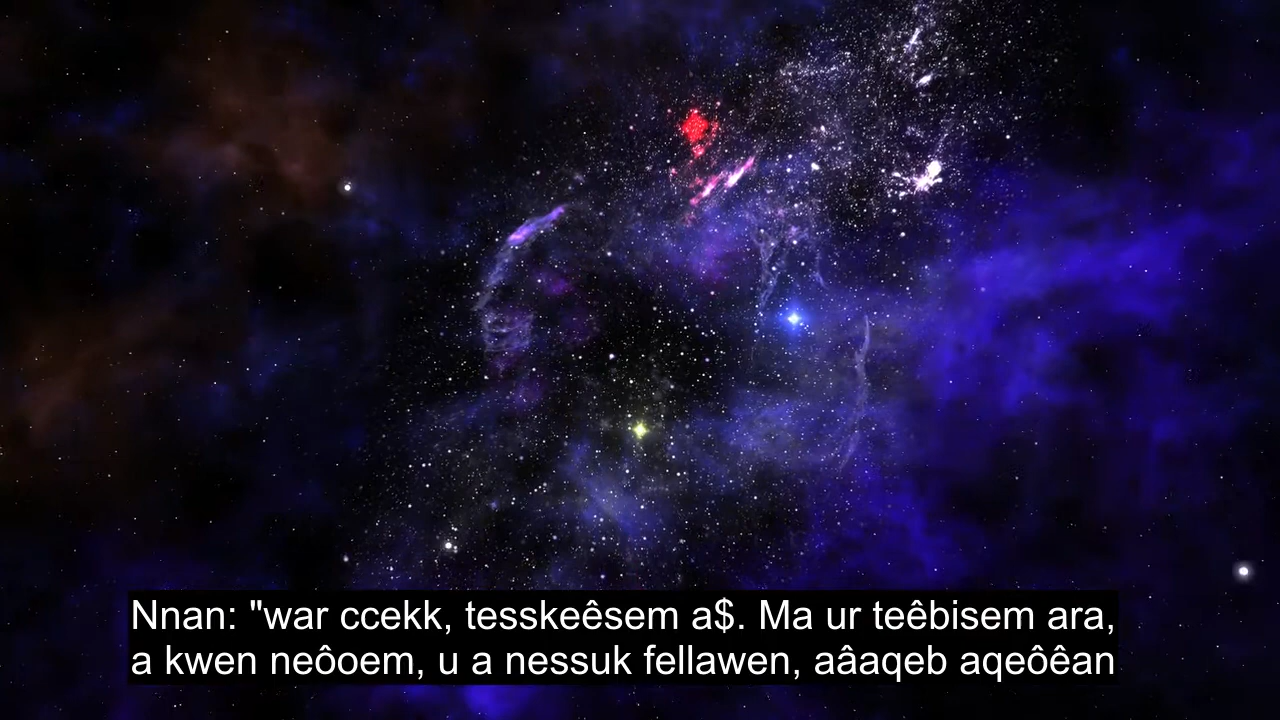 Nnan: "war ccekk, tesskeêsem a$. Ma ur teêbisem ara,
a kwen neôoem, u a nessuk fellawen, aâaqeb aqeôêan